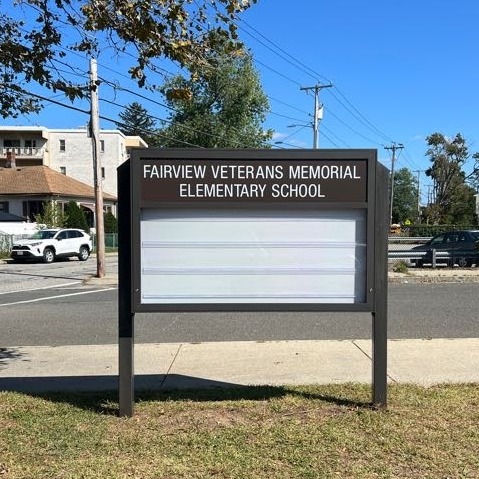 FAIRVIEW VETERANS MEMORIAL
ELEMENTARY SCHOOL